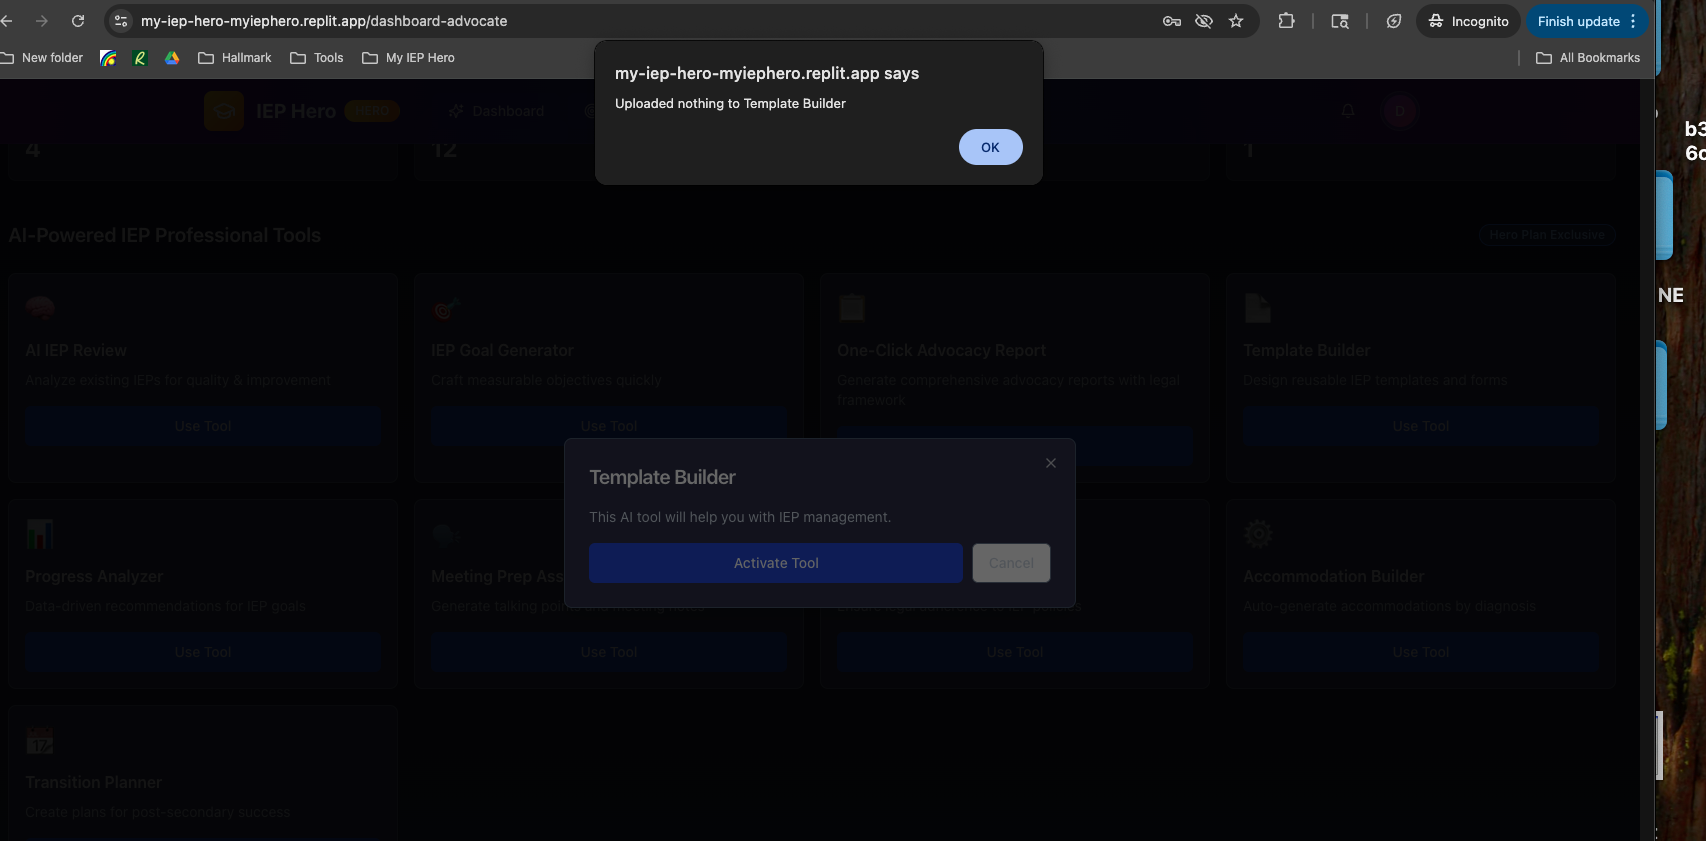 my-iep-hero-myiephero.replit.app/dashboard-advocate
Incognito
Finish update
New folder
Hallmark
Tools
My IEP Hero
All Bookmarks
my-iep-hero-myiephero.replit.app says
Uploaded nothing to Template Builder
OK
IEP Hero
HERO
Dashboard
D
4
12
1
b3
6c
AI-Powered IEP Professional Tools
Hero Plan Exclusive
NE
AI IEP Review
Analyze existing IEPs for quality & improvement
Use Tool
IEP Goal Generator
Craft measurable objectives quickly
Use Tool
One-Click Advocacy Report
Generate comprehensive advocacy reports with legal
framework
Template Builder
Design reusable IEP templates and forms
Use Tool
Template Builder
This AI tool will help you with IEP management.
Activate Tool
Cancel
Progress Analyzer
Data-driven recommendations for IEP goals
Use Tool
Meeting Prep Ass
Generate talking points and meeting notes
Use Tool
Use Tool
Accommodation Builder
Auto-generate accommodations by diagnosis
Use Tool
12
Transition Planner
Create plans for post-secondary success